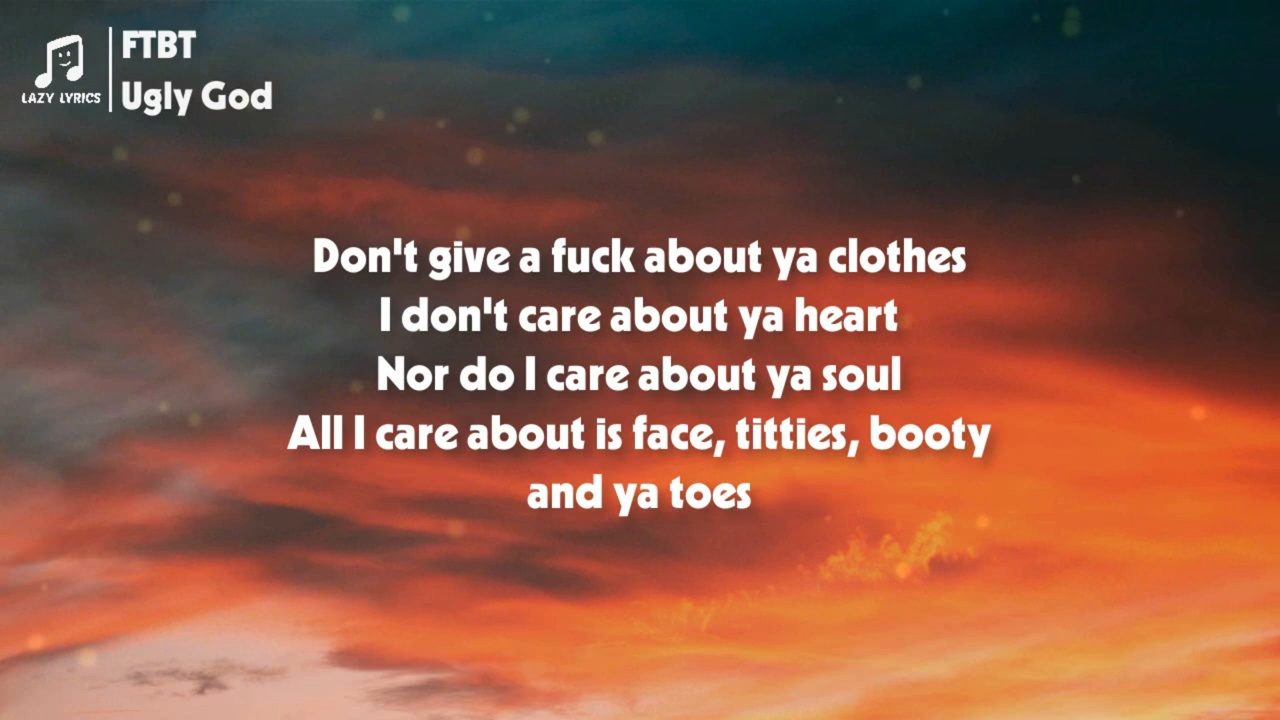 FTBT
LAZY LYRICS
Ugly God
Don't give a fuck about ya clothes
I don't care about ya heart
Nor do I care about ya soul
All I care about is face, titties, booty
and ya toes